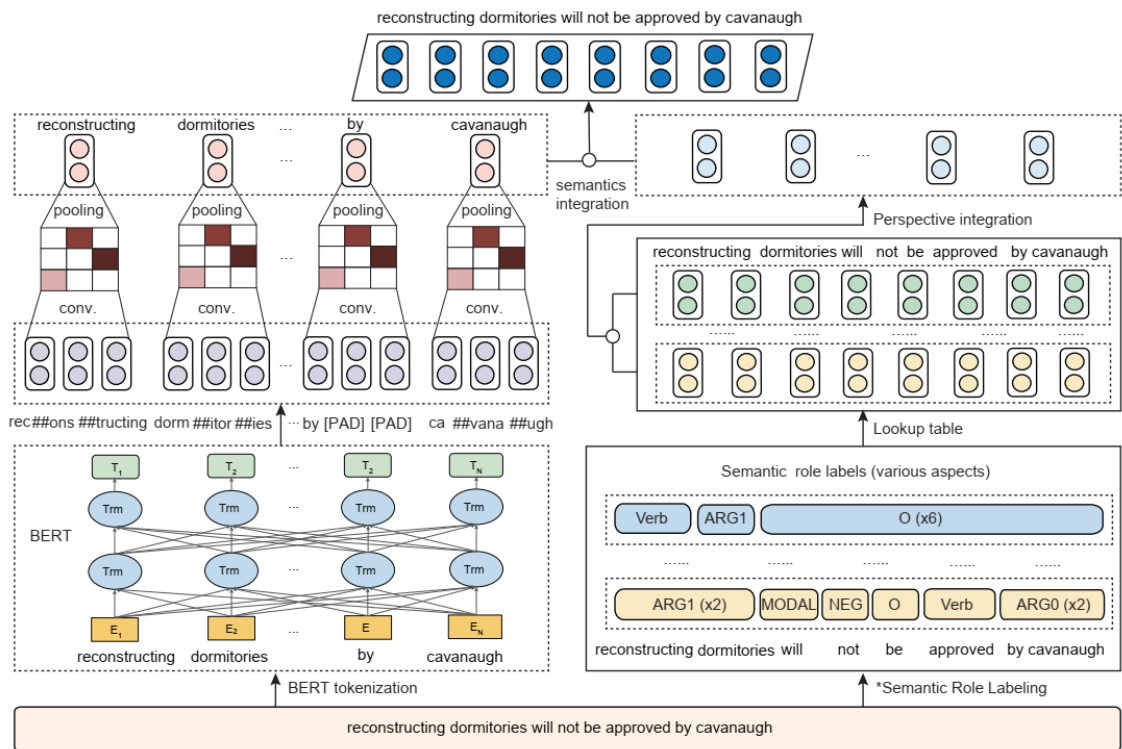 reconstructing dormitories will not be approved by cavanaugh
reconstructing dormitories ... by cavanaugh
...
pooling pooling pooling pooling
...
conv. conv. conv. conv.
...
rec ##ons ##tructing dorm ##itor ##ies ... by [PAD] [PAD] ca ##vana ##ugh
T1 T2 ... T2 TN
Trm Trm ... Trm Trm
BERT
Trm Trm ... Trm Trm
E1 E2 ... E EN
reconstructing dormitories by cavanaugh
BERT tokenization
semantics
integration
...
Perspective integration
reconstructing dormitories will not be approved by cavanaugh
...... ...... ...... ......
Lookup table
Semantic role labels (various aspects)
Verb ARG1 O (x6)
...... ...... ...... ...... ......
ARG1 (x2) MODAL NEG O Verb ARG0 (x2)
reconstructing dormitories will not be approved by cavanaugh
*Semantic Role Labeling
reconstructing dormitories will not be approved by cavanaugh